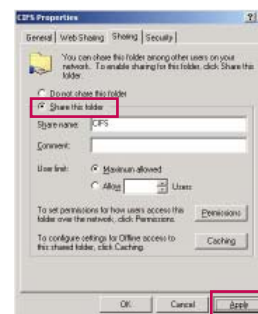 CIFS Properties
General Web Sharing Sharing Security
You can share this folder among other users on your
network. To enable sharing for this folder, click Share this
folder.
Do not share this folder
Share this folder
Share name: CIFS
Comment:
User limit: Maximum allowed
Allow Users
To set permissions for how users access this
folder over the network, click Permissions.
Permissions
To configure settings for Offline access to
this shared folder, click Caching.
Caching
OK Cancel Apply